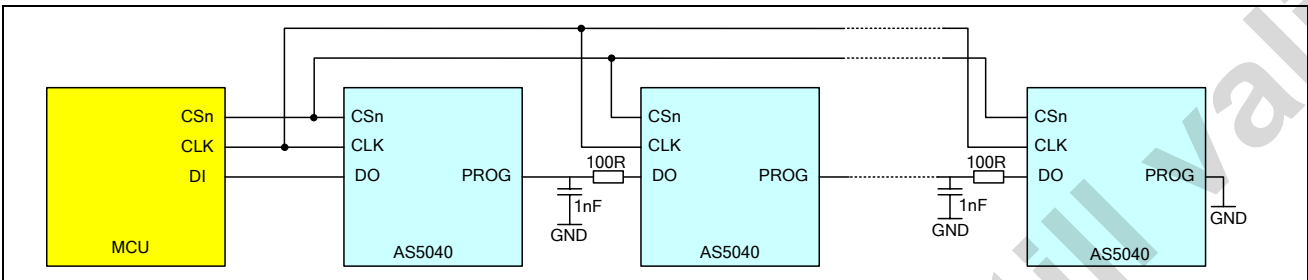 CSn
CLK
DI
MCU
CSn
CLK
DO
PROG
AS5040
100R
1nF
GND
CSn
CLK
DO
PROG
AS5040
100R
1nF
GND
CSn
CLK
DO
PROG
AS5040
GND